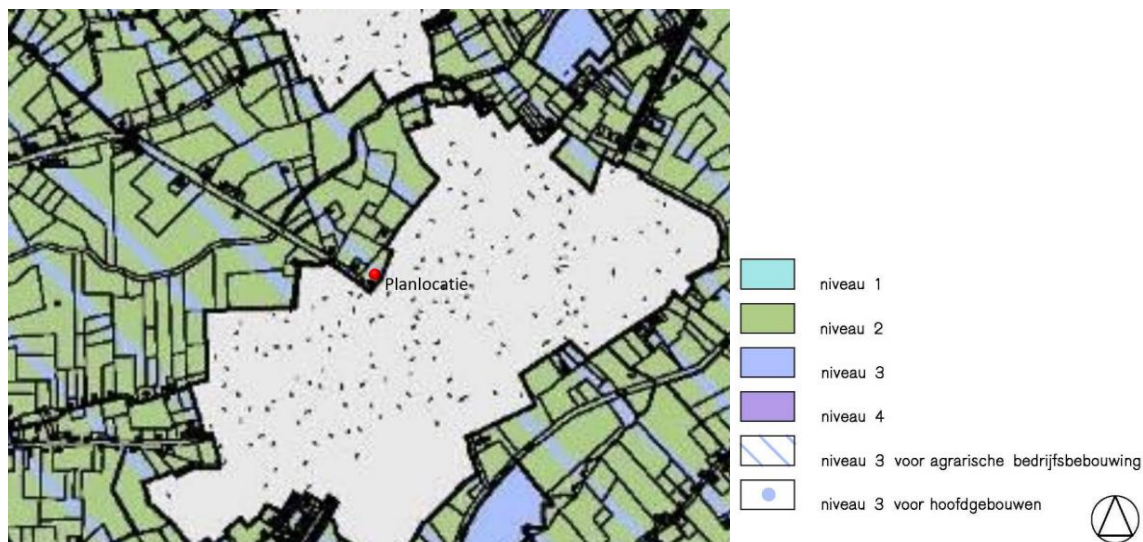 Planlocatie
niveau 1
niveau 2
niveau 3
niveau 4
niveau 3 voor agrarische bedrijfsbebouwing
niveau 3 voor hoofdgebouwen